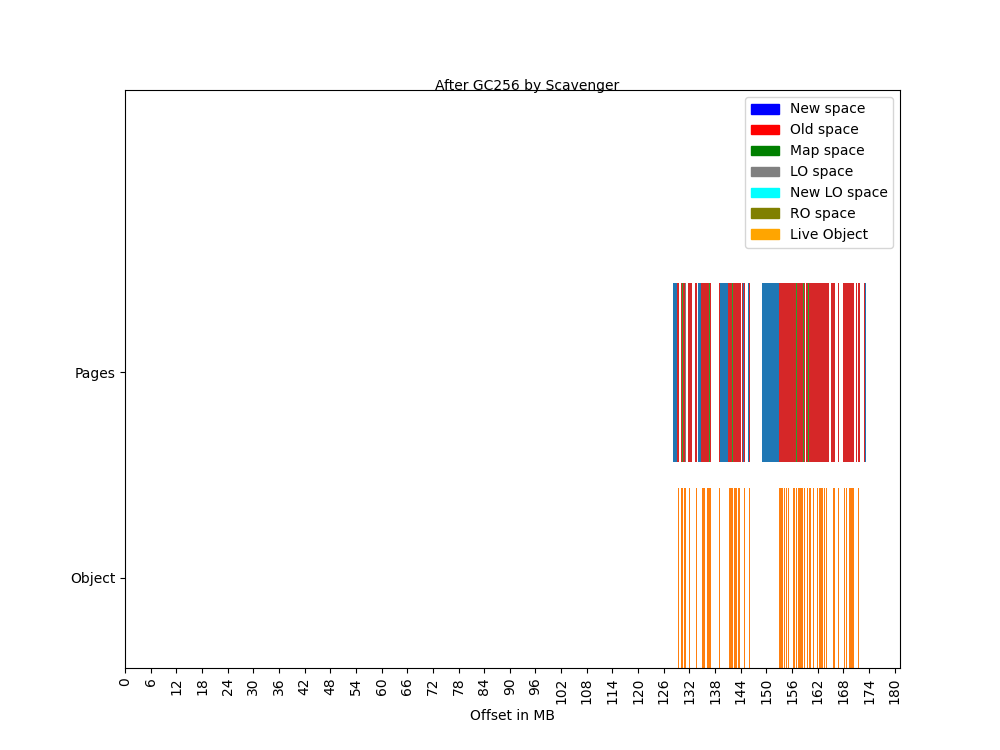 After GC256 by Scavenger
New space
Old space
Map space
LO space
New LO space
RO space
Live Object
Pages
Object
0 6 12 18 24 30 36 42 48 54 60 66 72 78 84 90 96 102 108 114 120 126 132 138 144 150 156 162 168 174 180
Offset in MB